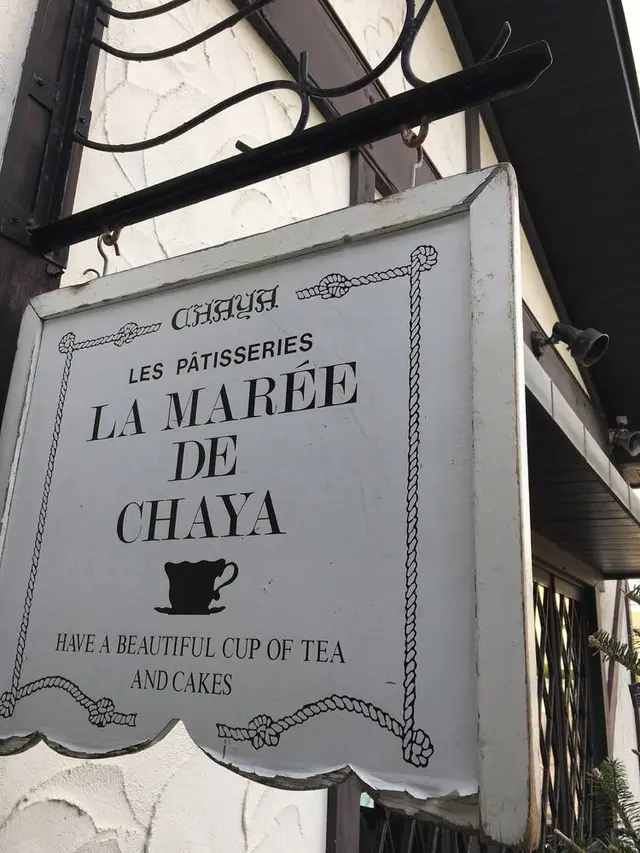 CHAYA
LES PÂTISSERIES
LA MARÉE
DE
CHAYA
HAVE A BEAUTIFUL CUP OF TEA
AND CAKES